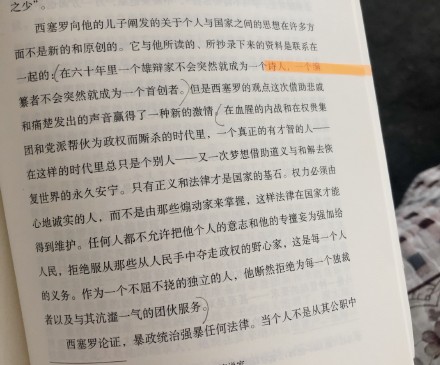 之少”。
西塞罗向他的儿子阐发的关于个人与国家之间的思想在许多方
面不是新的和原创的。它与他所读的、所抄录下来的资料是联系在
一起的：在六十年里一个雄辩家不会突然就成为一个诗人，一个编
纂者不会突然就成为一个首创者。但是西塞罗的观点这次借助悲戚
和痛楚发出的声音赢得了一种新的激情，在血腥的内战和在权贵集
团和党派帮伙为政权而厮杀的时代里，一个真正的有才智的人——
在这样的时代里总只是个别人——又一次梦想借助道义与和解去恢
复世界的永久安宁。只有正义和法律才是国家的基石。权力必须由
心地诚实的人，而不是由那些煽动家来掌握，这样法律在国家才能
得到维护。任何人都不允许把他个人的意志和他的专擅妄为强加给
人民，拒绝服从那些从人民手中夺走政权的野心家，这是每一个人
的义务。作为一个不屈不挠的独立的人，他断然拒绝为每一个独裁
者以及与其沆瀣一气的团伙服务。
西塞罗论证，暴政统治强暴任何法律。当个人不是从其公职中